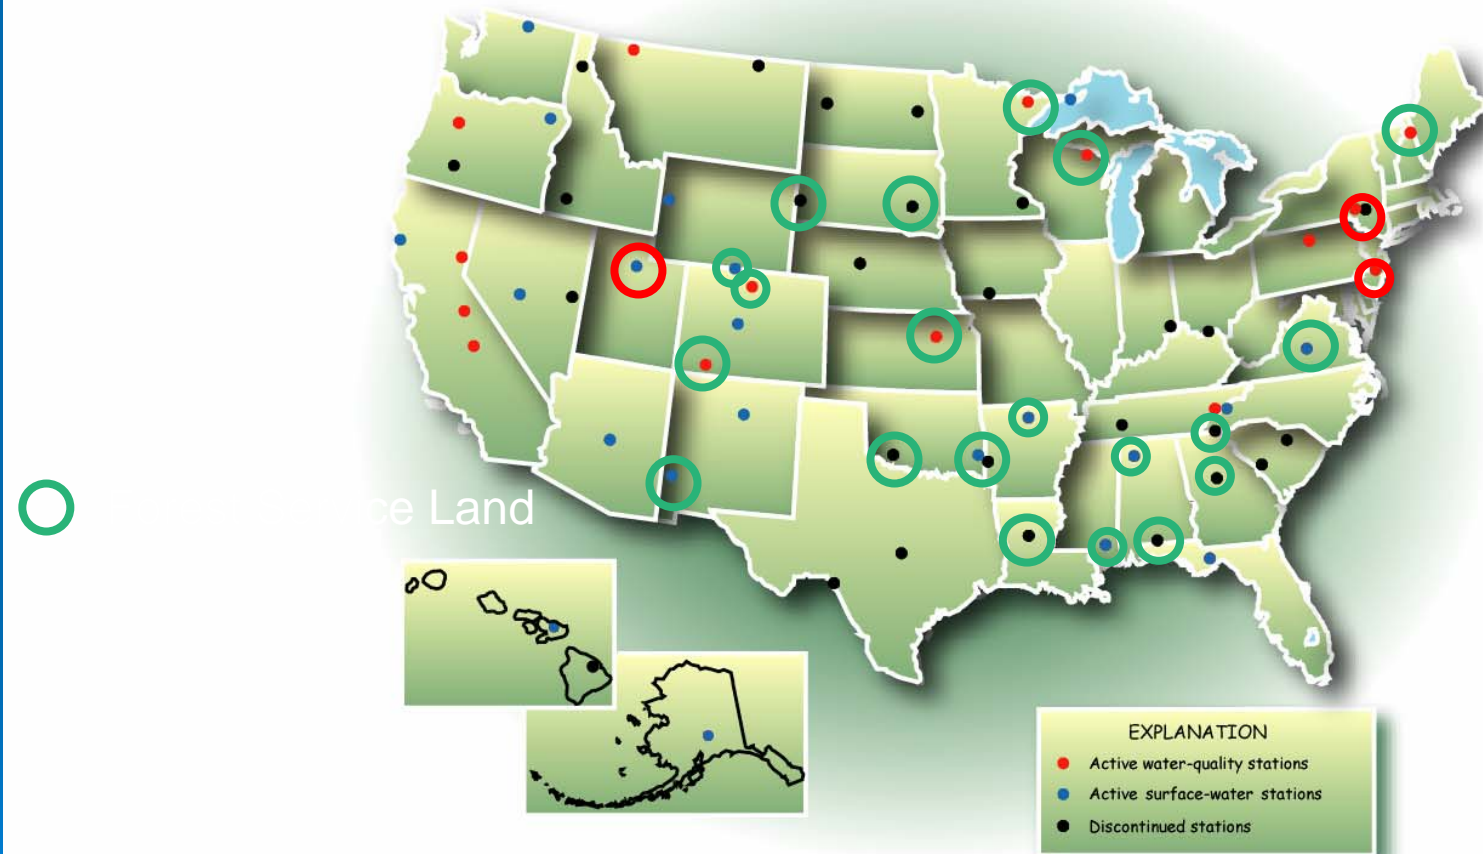 ce Land
EXPLANATION
Active water-quality stations
Active surface-water stations
Discontinued stations